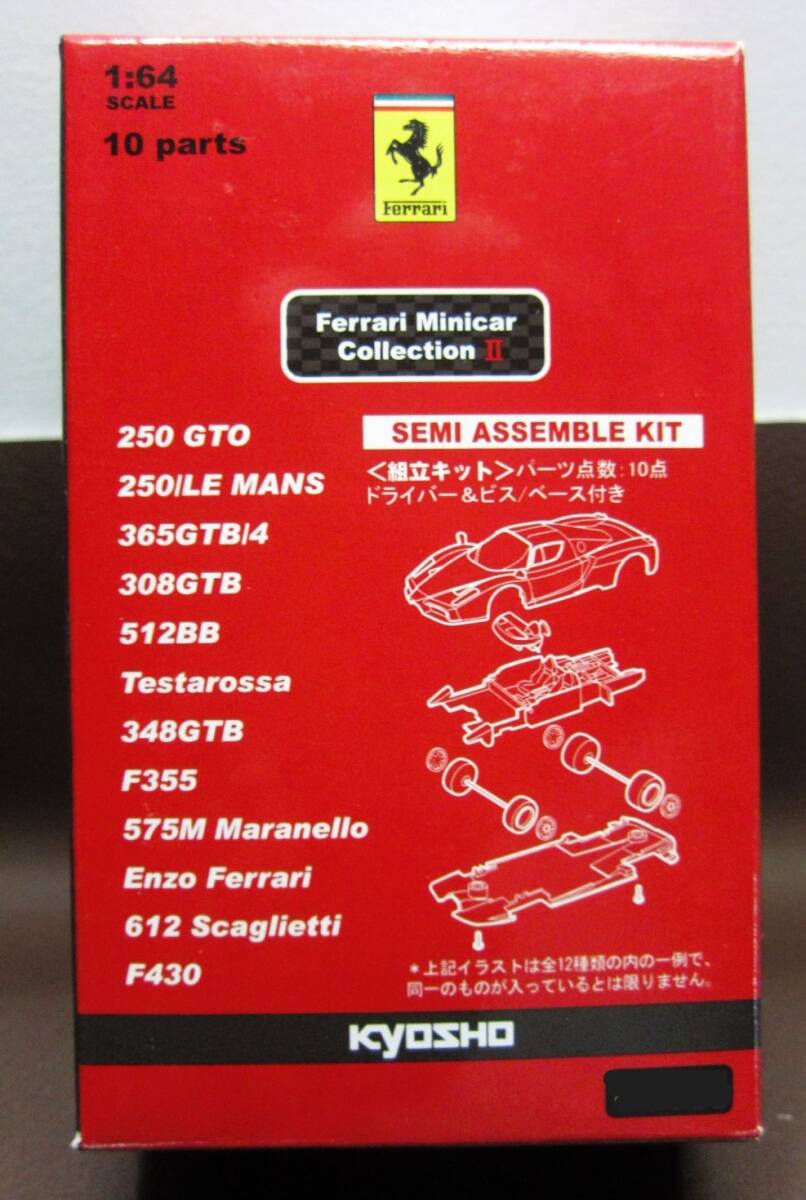 1:64
SCALE
10 parts
Ferrari
Ferrari Minicar
Collection II
250 GTO
250/LE MANS
365GTB/4
308GTB
512BB
Testarossa
348GTB
F355
575M Maranello
Enzo Ferrari
612 Scaglietti
F430
SEMI ASSEMBLE KIT
<組立キット>パーツ点数:10点
ドライバー&ビス/ベース付き
*上記イラストは全12種類の内の一例で、
同一のものが入っているとは限りません。
KYOSHO